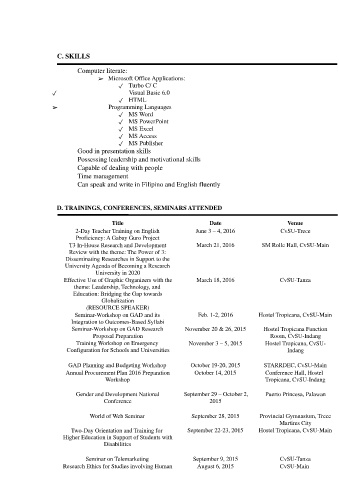 C. SKILLS
Computer literate:
➢ Microsoft Office Applications:
✓ Turbo C/ C
✓ Visual Basic 6.0
✓ HTML
➢ Programming Languages
✓ MS Word
✓ MS PowerPoint
✓ MS Excel
✓ MS Access
✓ MS Publisher
Good in presentation skills
Possessing leadership and motivational skills
Capable of dealing with people
Time management
Can speak and write in Filipino and English fluently
D. TRAININGS, CONFERENCES, SEMINARS ATTENDED
Title Date Venue
2-Day Teacher Training on English June 3 – 4, 2016 CvSU-Trece
Proficiency: A Gabay Guro Project
T3 In-House Research and Development March 21, 2016 SM Rolle Hall, CvSU-Main
Review with the theme: The Power of 3:
Disseminating Researches in Support to the
University Agenda of Becoming a Research
University in 2020
Effective Use of Graphic Organizers with the March 18, 2016 CvSU-Tanza
theme: Leadership, Technology, and
Education: Bridging the Gap towards
Globalization
(RESOURCE SPEAKER)
Seminar-Workshop on GAD and its Feb. 1-2, 2016 Hostel Tropicana, CvSU-Main
Integration to Outcomes-Based Syllabi
Seminar-Workshop on GAD Research November 20 & 26, 2015 Hostel Tropicana Function
Proposal Preparation Room, CvSU-Indang
Training Workshop on Emergency November 3 – 5, 2015 Hostel Tropicana, CvSU-
Configuration for Schools and Universities Indang
GAD Planning and Budgeting Workshop October 19-20, 2015 STARRDEC, CvSU-Main
Annual Procurement Plan 2016 Preparation October 14, 2015 Conference Hall, Hostel
Workshop Tropicana, CvSU-Indang
Gender and Development National September 29 – October 2, Puerto Princesa, Palawan
Conference 2015
World of Web Seminar September 28, 2015 Provincial Gymnasium, Trece
Martires City
Two-Day Orientation and Training for September 22-23, 2015 Hostel Tropicana, CvSU-Main
Higher Education in Support of Students with
Disabilities
Seminar on Telemarketing September 9, 2015 CvSU-Tanza
Research Ethics for Studies involving Human August 6, 2015 CvSU-Main